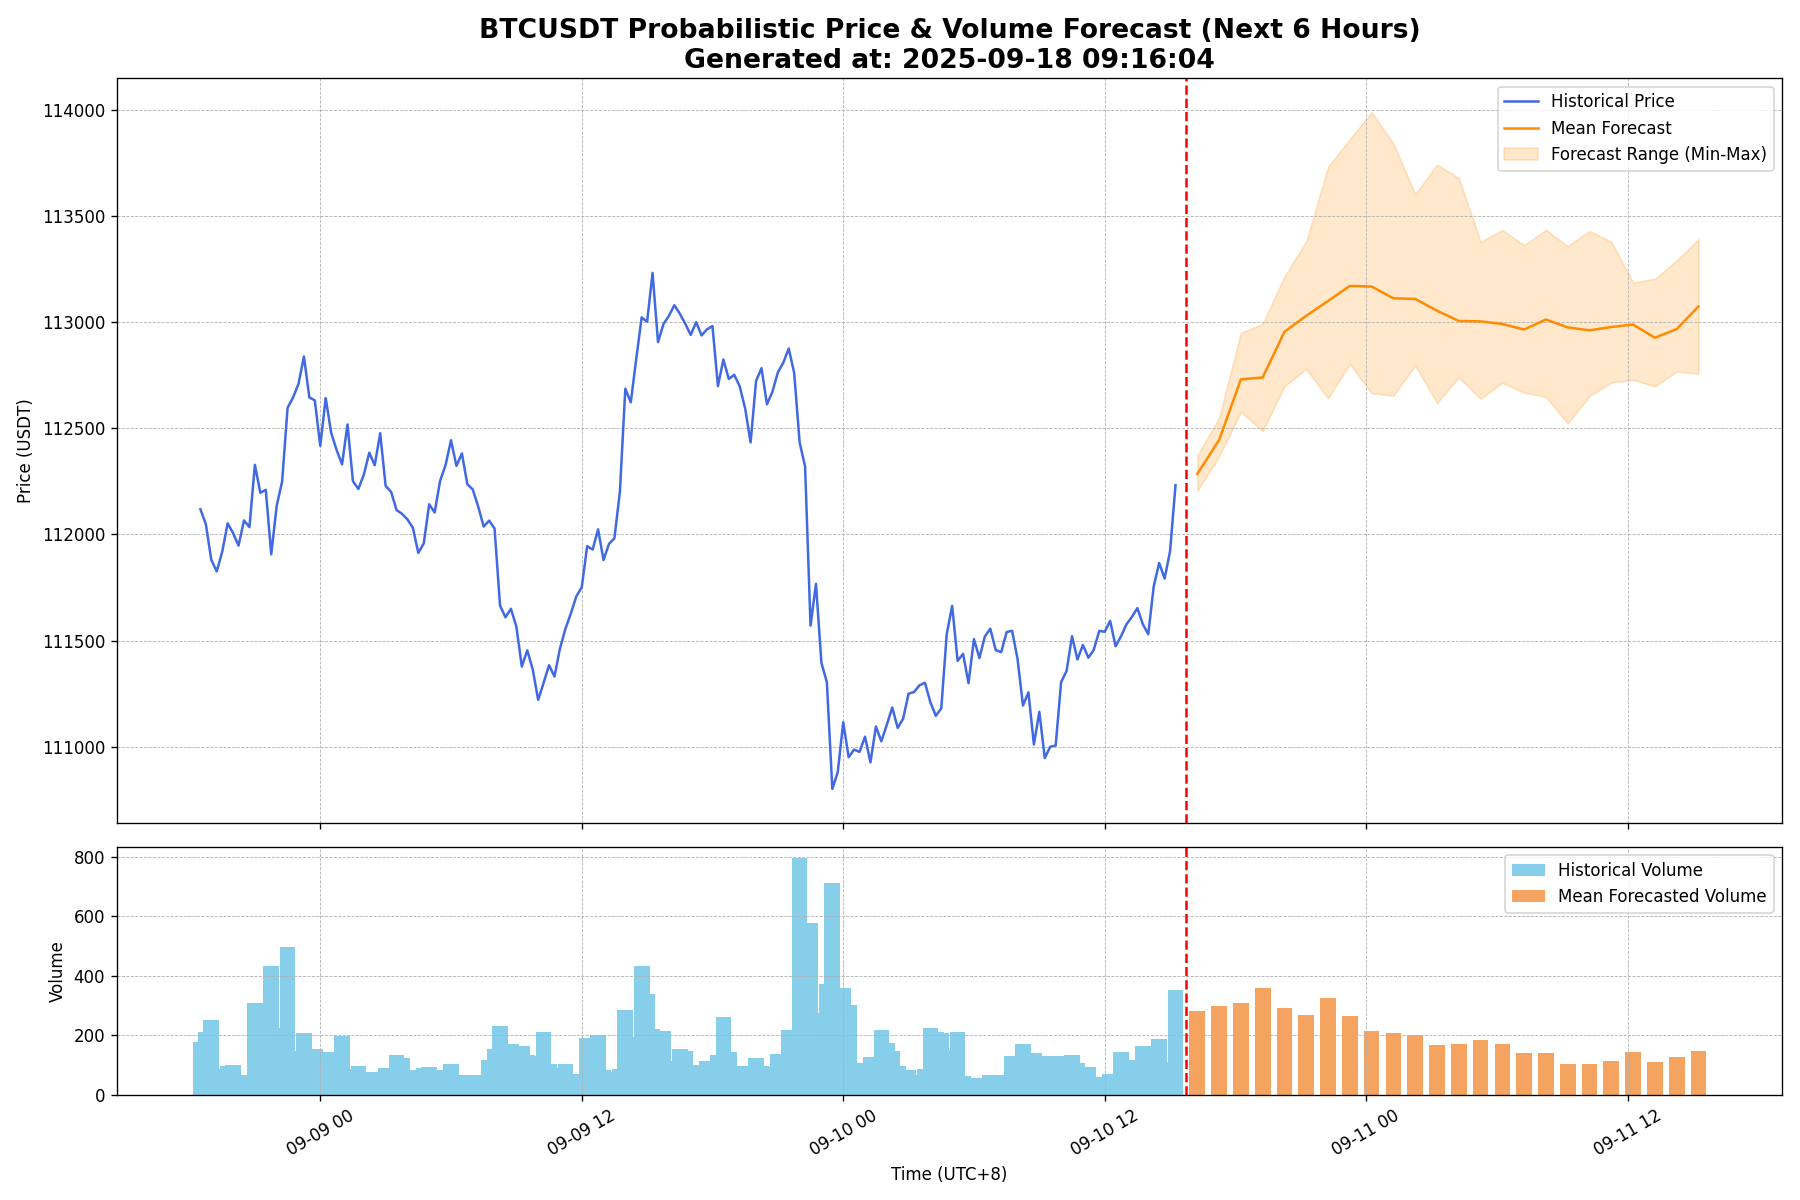 BTCUSDT Probabilistic Price & Volume Forecast (Next 6 Hours)
Generated at: 2025-09-18 09:16:04
Price (USDT)
114000
113500
113000
112500
112000
111500
111000
Historical Price
Mean Forecast
Forecast Range (Min-Max)
Volume
800
600
400
200
0
Historical Volume
Mean Forecasted Volume
09-09 00
09-09 12
09-10 00
09-10 12
09-11 00
09-11 12
Time (UTC+8)